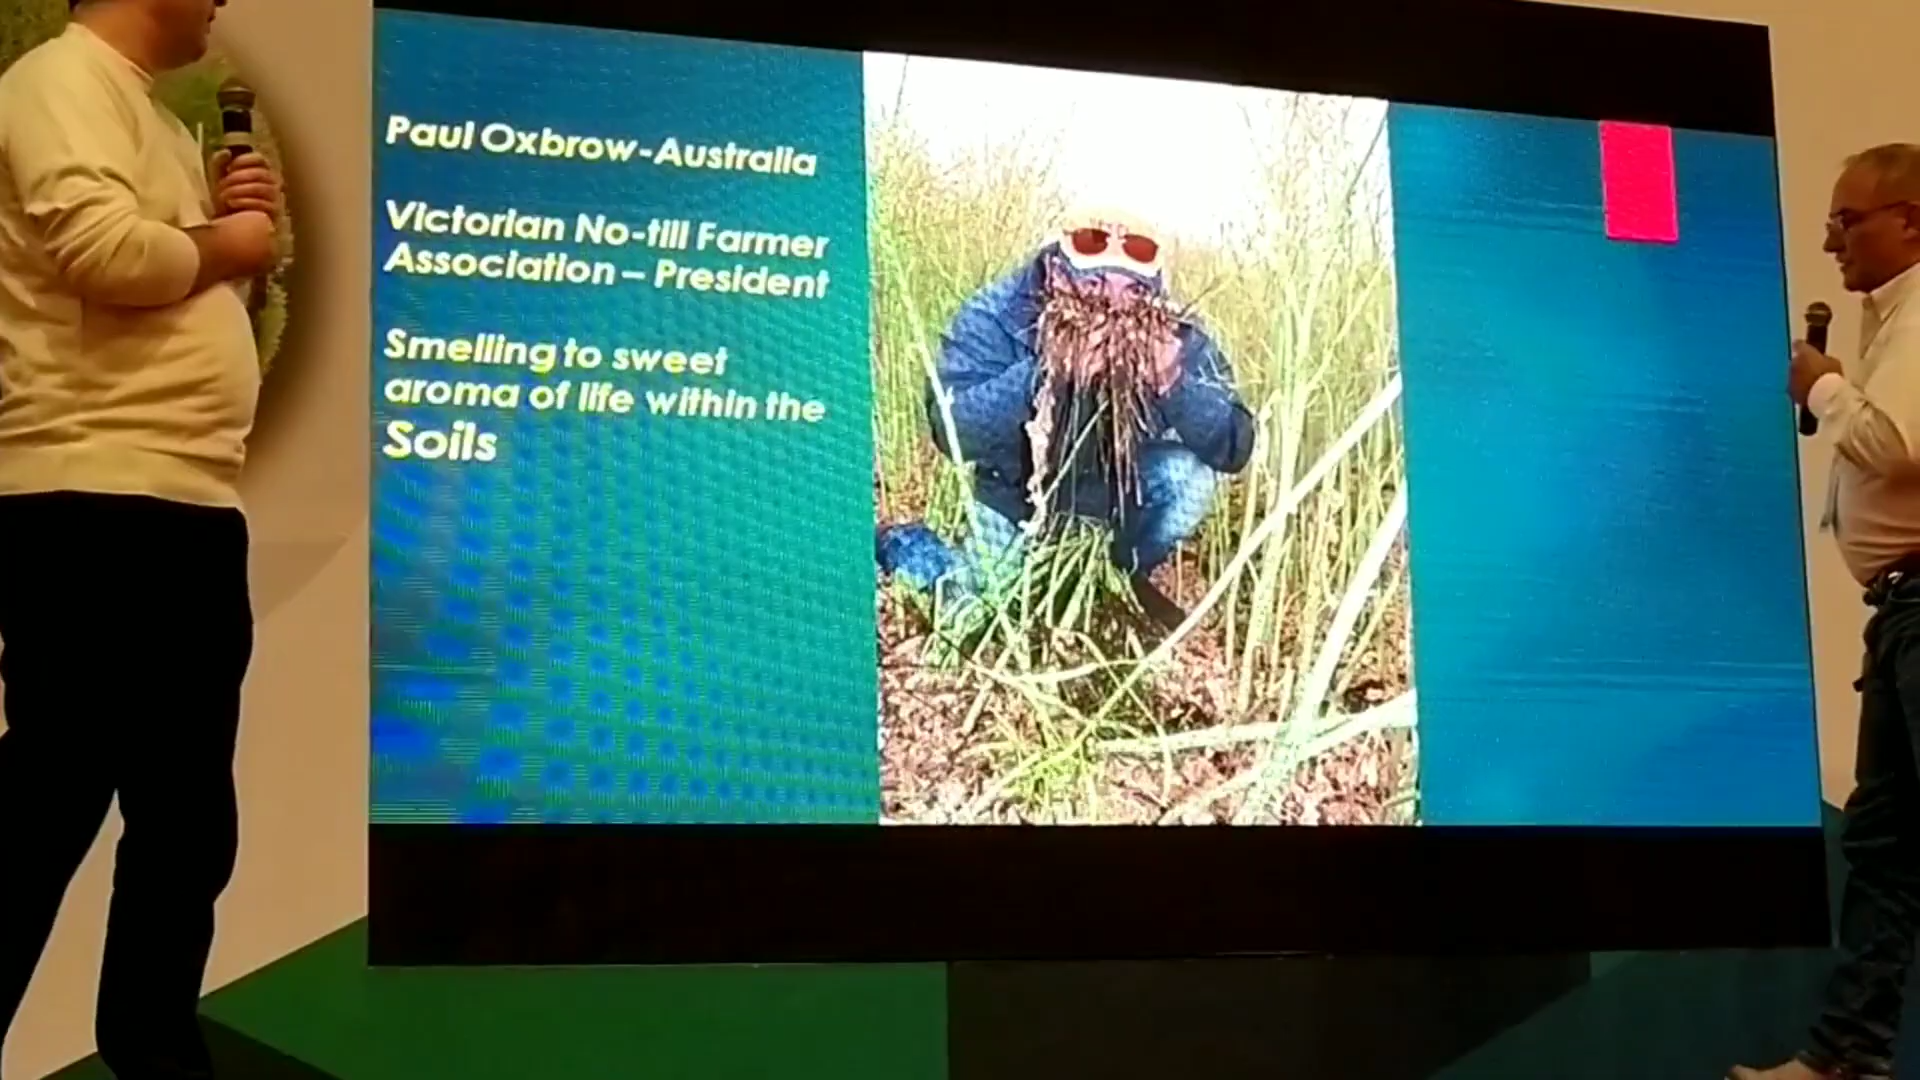 Paul Oxbrow-Australia
Victorian No-till Farmer
Association – President
Smelling to sweet
aroma of life within the
Soils